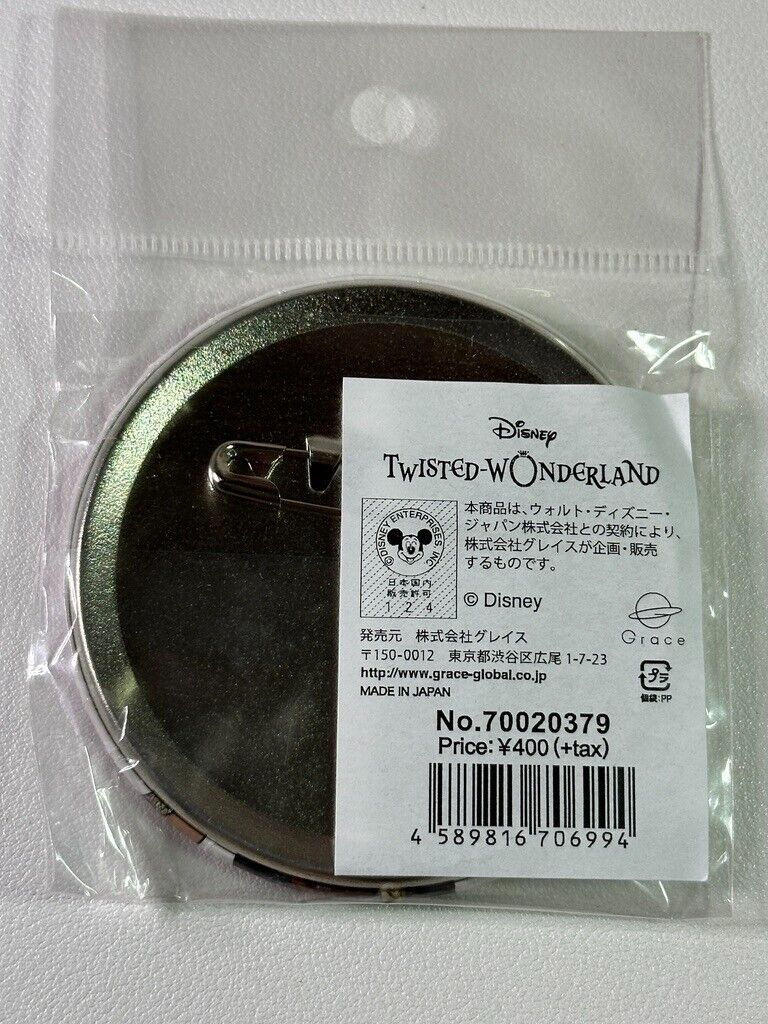 Disney
TWISTED-WONDERLAND
本商品は、ウォルト・ディズニー・
ジャパン株式会社との契約により、
株式会社グレイスが企画・販売
するものです。
© DISNEY ENTERPRISES INC
日本国内
販売許可
124
© Disney
Grace
発売元 株式会社グレイス
〒150-0012 東京都渋谷区広尾 1-7-23
http://www.grace-global.co.jp
MADE IN JAPAN
プラ
個袋:PP
No.70020379
Price: ¥400 (+tax)
4 589816 706994